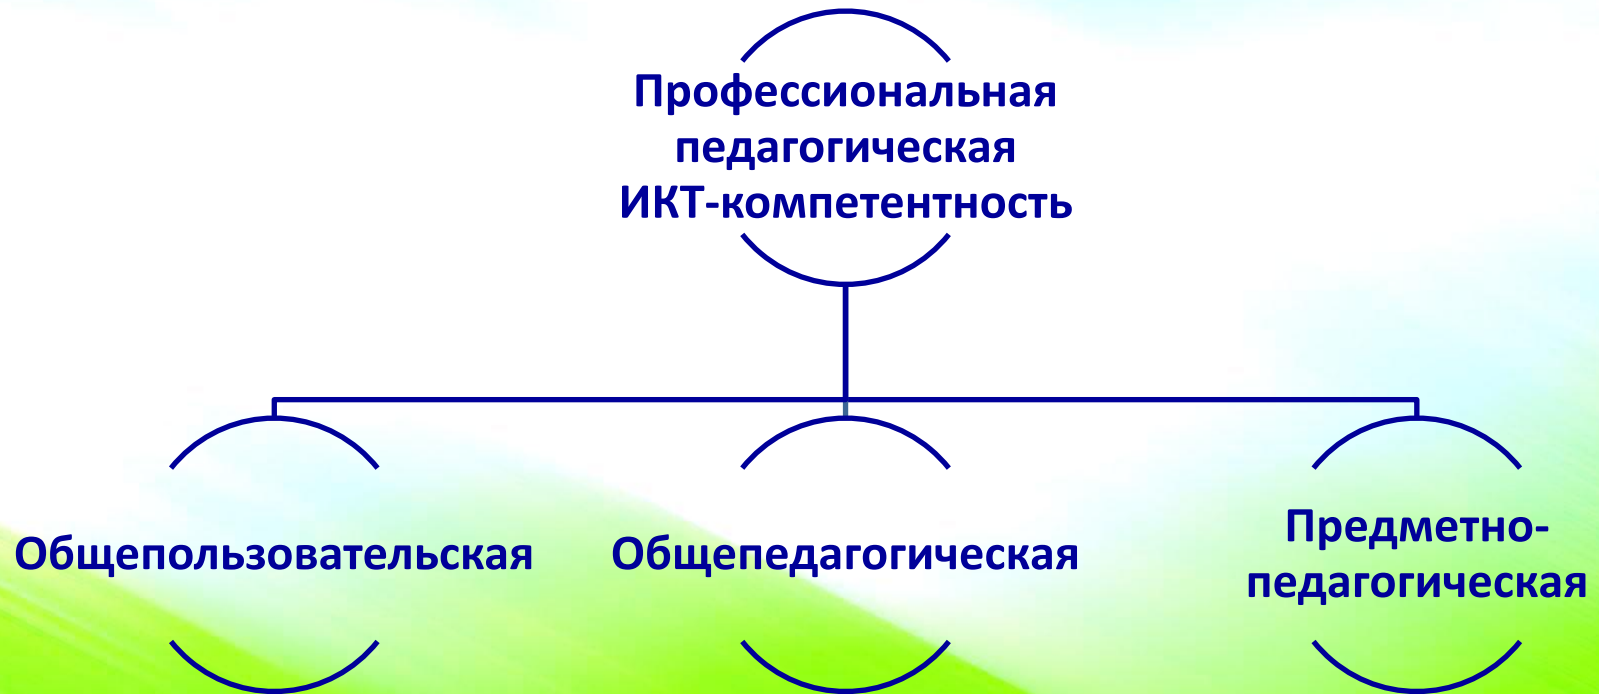 Профессиональная
педагогическая
ИКТ-компетентность
Общепользовательская
Общепедагогическая
Предметно-
педагогическая